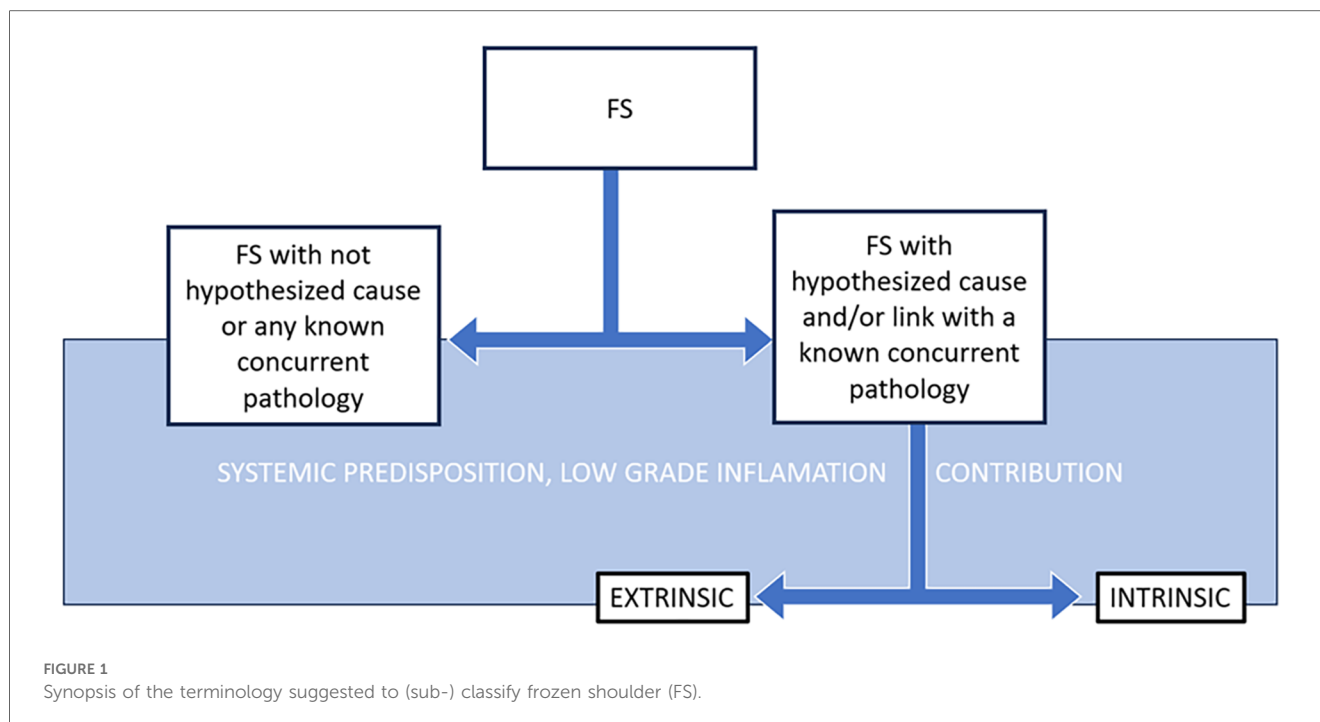 FS
FS with not
hypothesized cause
or any known
concurrent
pathology
FS with
hypothesized cause
and/or link with a
known concurrent
pathology
SYSTEMIC PREDISPOSITION, LOW GRADE INFLAMATION CONTRIBUTION
EXTRINSIC
INTRINSIC
FIGURE 1
Synopsis of the terminology suggested to (sub-) classify frozen shoulder (FS).